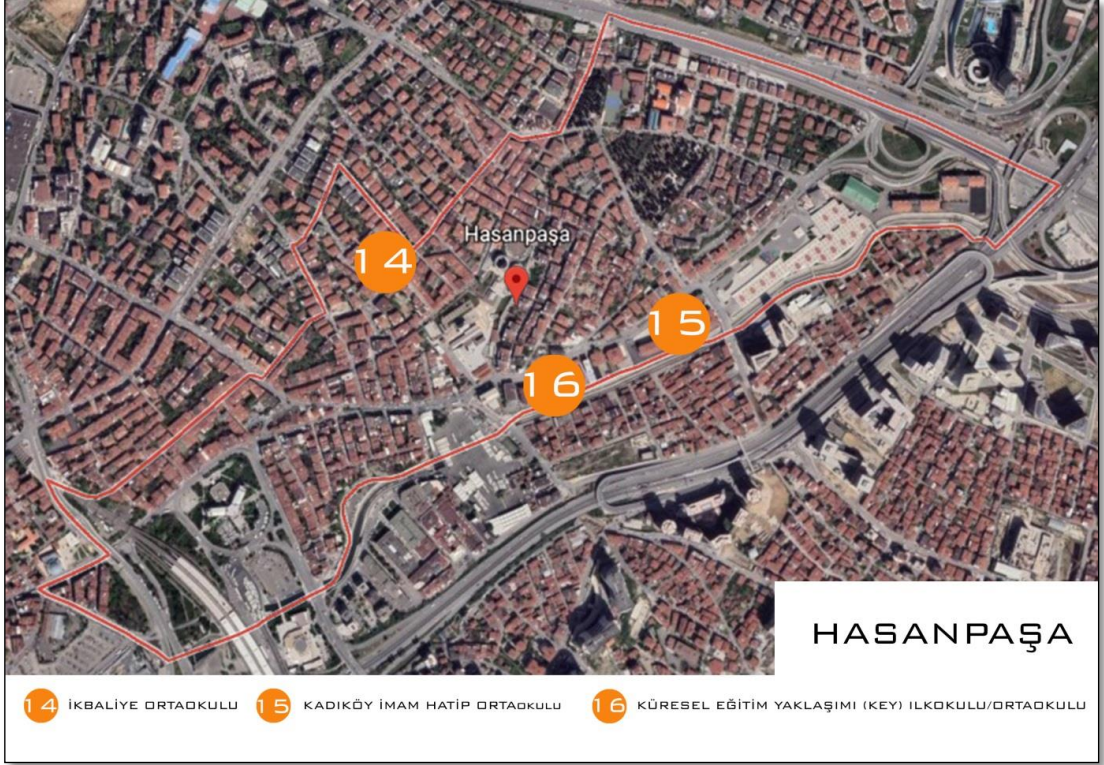 Hasanpaşa
14
15
16
HASANPAŞA
14 İKBALİYE ORTAOKULU 15 KADIKÖY İMAM HATİP ORTAOKULU 16 KÜRESEL EĞİTİM YAKLAŞIMI (KEY) ILKOKULU/ORTAOKULU